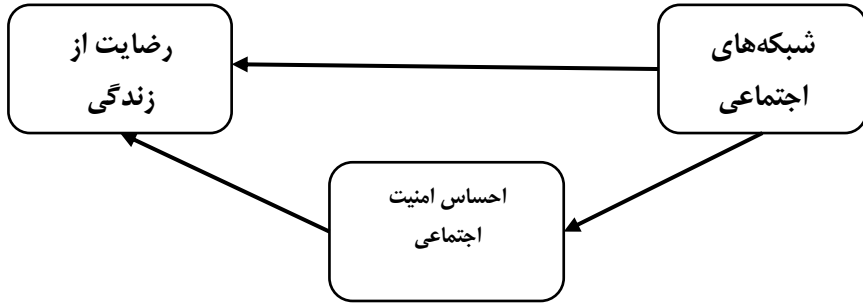 شبکه‌های
اجتماعی
رضایت از
زندگی
احساس امنیت
اجتماعی